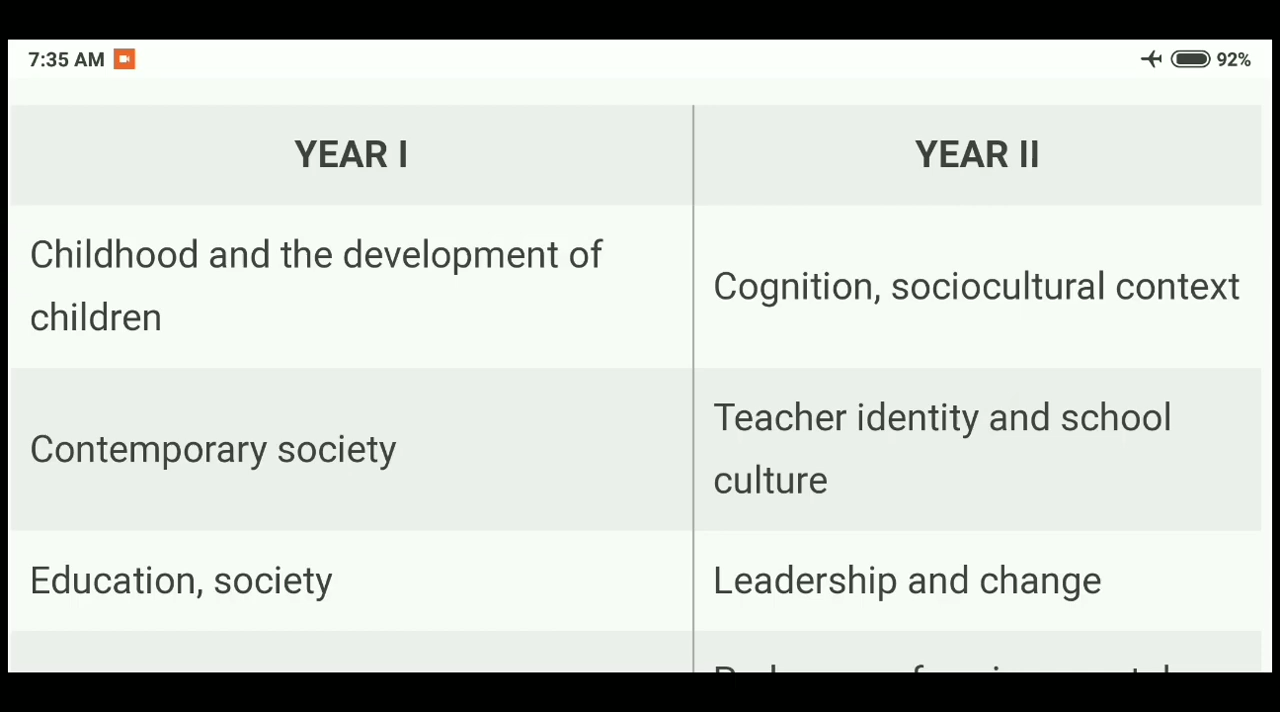 7:35 AM
92%
YEAR I
YEAR II
Childhood and the development of
children
Cognition, sociocultural context
Contemporary society
Teacher identity and school
culture
Education, society
Leadership and change